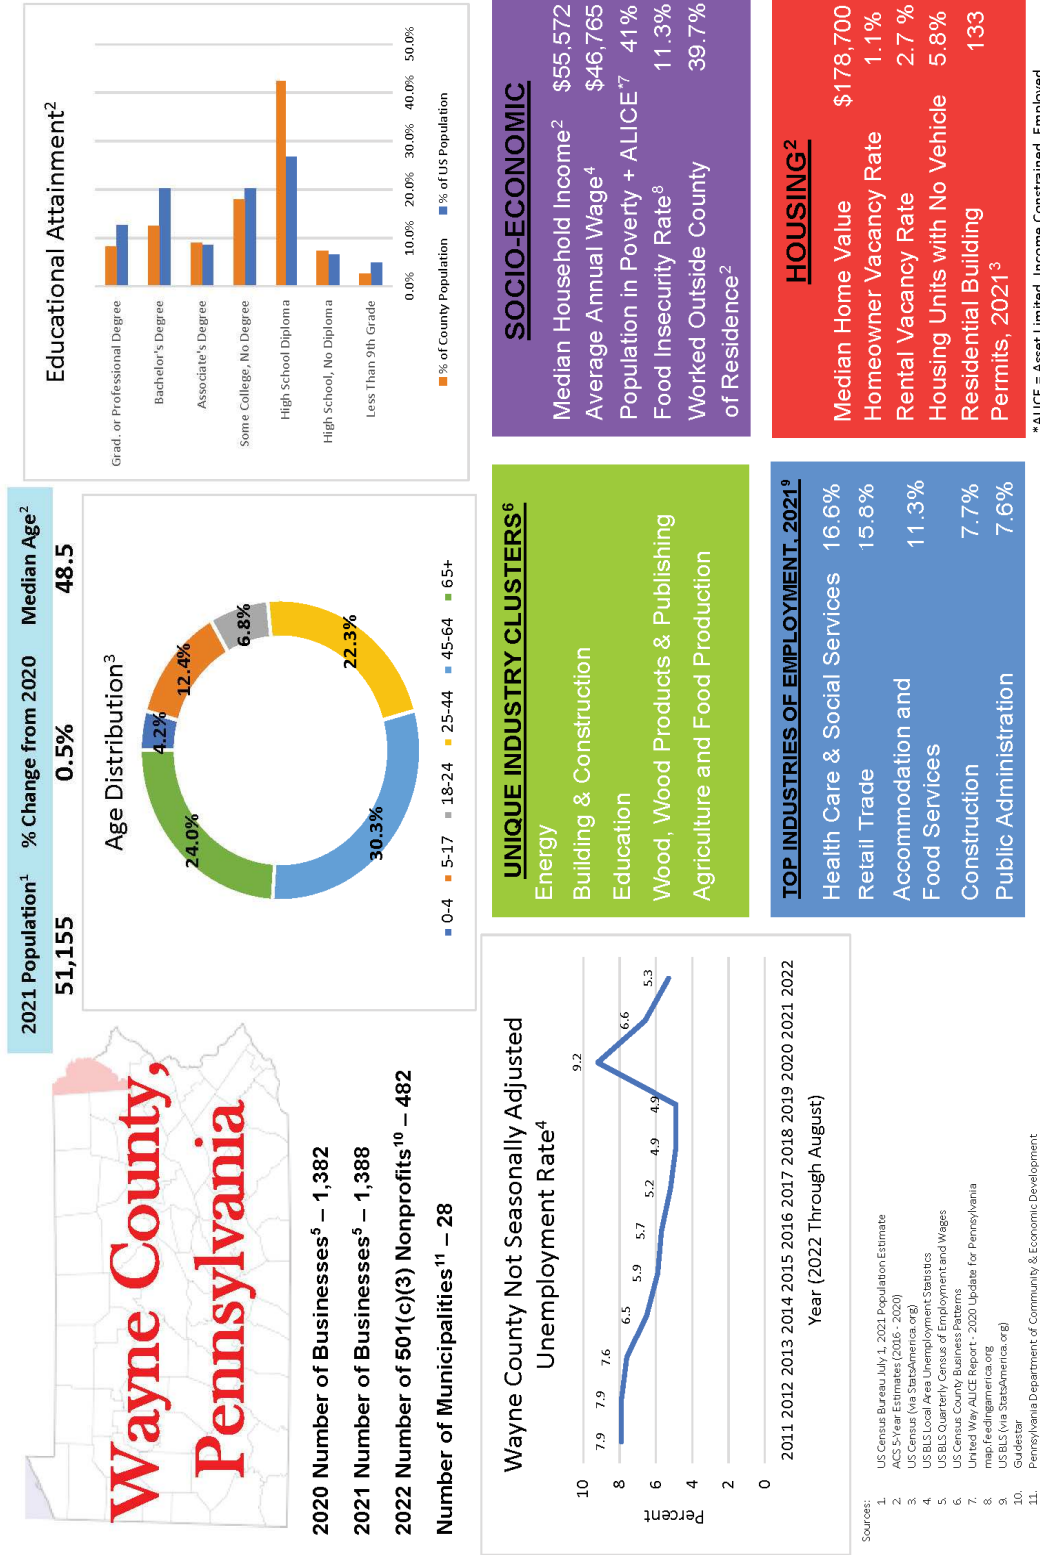 Wayne County,
Pennsylvania
2020 Number of Businesses⁵ – 1,382
2021 Number of Businesses⁵ – 1,388
2022 Number of 501(c)(3) Nonprofits¹⁰ – 482
Number of Municipalities¹¹ – 28
2021 Population¹ % Change from 2020 Median Age²
51,155 0.5% 48.5
Age Distribution³
4.2%
12.4%
6.8%
22.3%
30.3%
24.0%
0-4 5-17 18-24 25-44 45-64 65+
Educational Attainment²
Grad. or Professional Degree
Bachelor's Degree
Associate's Degree
Some College, No Degree
High School Diploma
High School, No Diploma
Less Than 9th Grade
0.0% 10.0% 20.0% 30.0% 40.0% 50.0%
% of County Population % of US Population
Wayne County Not Seasonally Adjusted
Unemployment Rate⁴
Percent
10
8
6
4
2
0
7.9 7.9 7.6 6.5 5.9 5.7 5.2 4.9 4.9 9.2 6.6 5.3
2011 2012 2013 2014 2015 2016 2017 2018 2019 2020 2021 2022
Year (2022 Through August)
UNIQUE INDUSTRY CLUSTERS⁶
Energy
Building & Construction
Education
Wood, Wood Products & Publishing
Agriculture and Food Production
SOCIO-ECONOMIC
Median Household Income² $55,572
Average Annual Wage⁴ $46,765
Population in Poverty + ALICE*⁷ 41%
Food Insecurity Rate⁸ 11.3%
Worked Outside County 39.7%
of Residence²
TOP INDUSTRIES OF EMPLOYMENT, 2021⁹
Health Care & Social Services 16.6%
Retail Trade 15.8%
Accommodation and 11.3%
Food Services
Construction 7.7%
Public Administration 7.6%
HOUSING²
Median Home Value $178,700
Homeowner Vacancy Rate 1.1%
Rental Vacancy Rate 2.7 %
Housing Units with No Vehicle 5.8%
Residential Building 133
Permits, 2021³
*ALICE = Asset Limited, Income Constrained, Employed
Sources:
1. US Census Bureau July 1, 2021 Population Estimate
2. ACS 5-Year Estimates (2016 - 2020)
3. US Census (via StatsAmerica.org)
4. US BLS Local Area Unemployment Statistics
5. US BLS Quarterly Census of Employment and Wages
6. US Census County Business Patterns
7. United Way ALICE Report - 2020 Update for Pennsylvania
8. map.feedingamerica.org
9. US BLS (via StatsAmerica.org)
10. Guidestar
11. Pennsylvania Department of Community & Economic Development